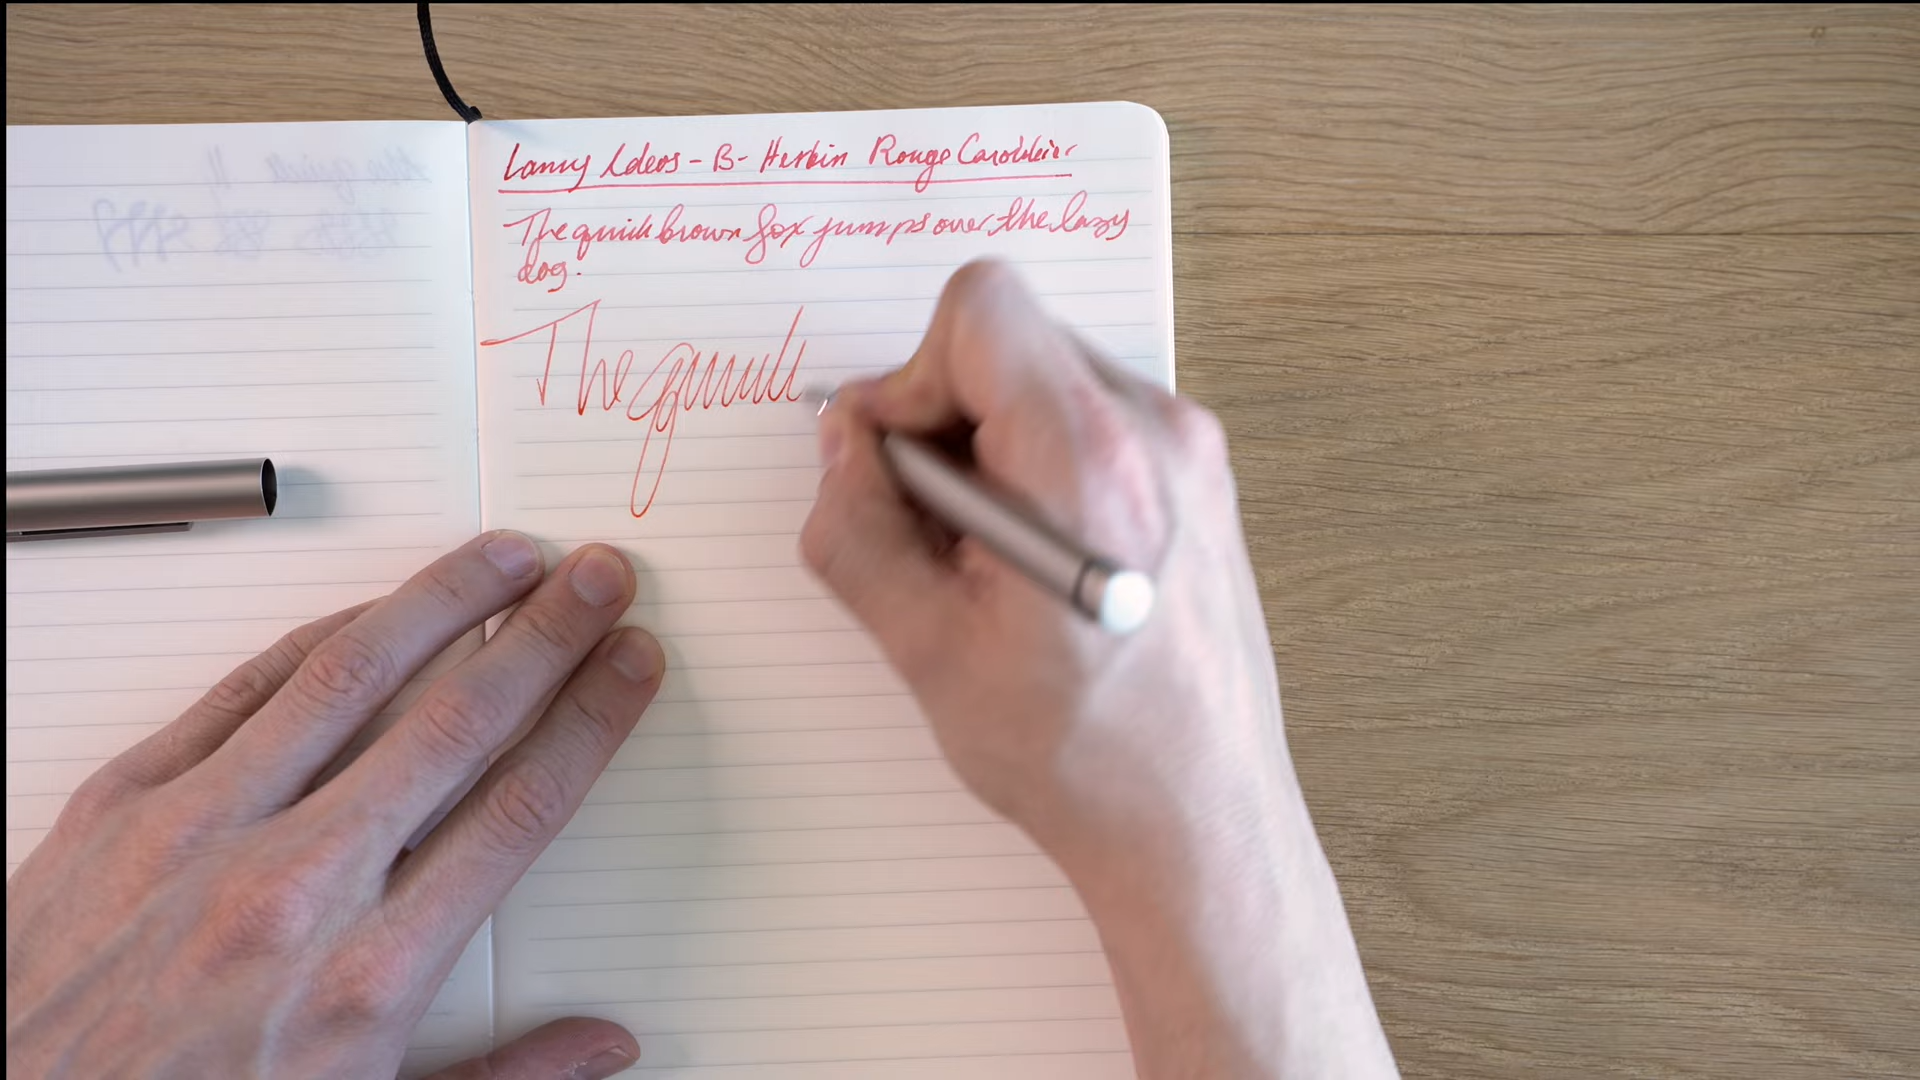 Lamy Ideos - B - Herbin Rouge Caroubier
The quick brown fox jumps over the lazy
dog.
The quick